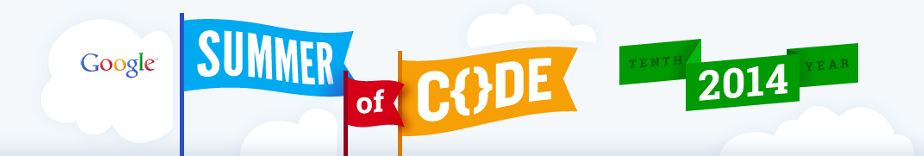 Google
SUMMER
of
C{}DE
TENTH
2014
YEAR